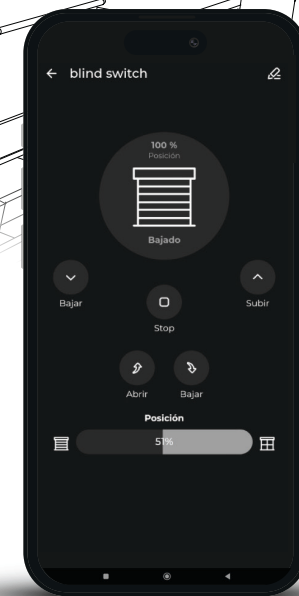 blind switch
100 %
Posición
Bajado
Bajar
Subir
Stop
Abrir
Bajar
Posición
51%